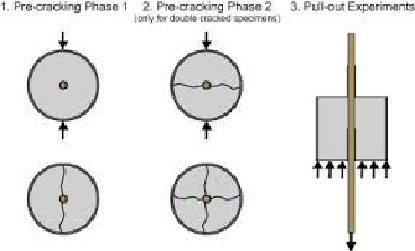 1. Pre-cracking Phase 1
2. Pre-cracking Phase 2
(only for double cracked specimens)
3. Pull-out Experiments